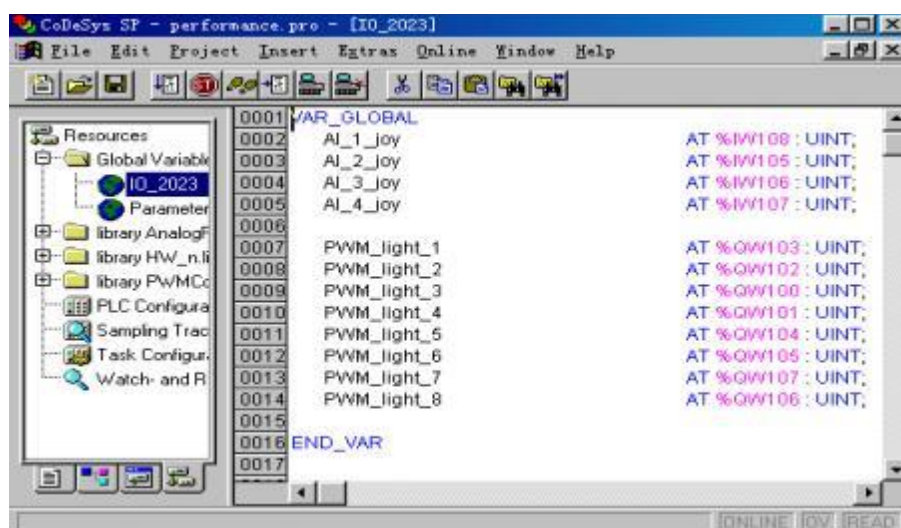 CoDeSys SP - performance.pro - [IO_2023]
File Edit Project Insert Extras Online Window Help
Resources
Global Variable
IO_2023
Parameter
library AnalogF
library HW_n.li
library PWMCo
PLC Configura
Sampling Trac
Task Configur
Watch- and R
0001 VAR_GLOBAL
0002 AI_1_joy AT %IW108 : UINT;
0003 AI_2_joy AT %IW105 : UINT;
0004 AI_3_joy AT %IW106 : UINT;
0005 AI_4_joy AT %IW107 : UINT;
0006
0007 PWM_light_1 AT %QW103 : UINT;
0008 PWM_light_2 AT %QW102 : UINT;
0009 PWM_light_3 AT %QW100 : UINT;
0010 PWM_light_4 AT %QW101 : UINT;
0011 PWM_light_5 AT %QW104 : UINT;
0012 PWM_light_6 AT %QW105 : UINT;
0013 PWM_light_7 AT %QW107 : UINT;
0014 PWM_light_8 AT %QW106 : UINT;
0015
0016 END_VAR
0017
ONLINE OV READ